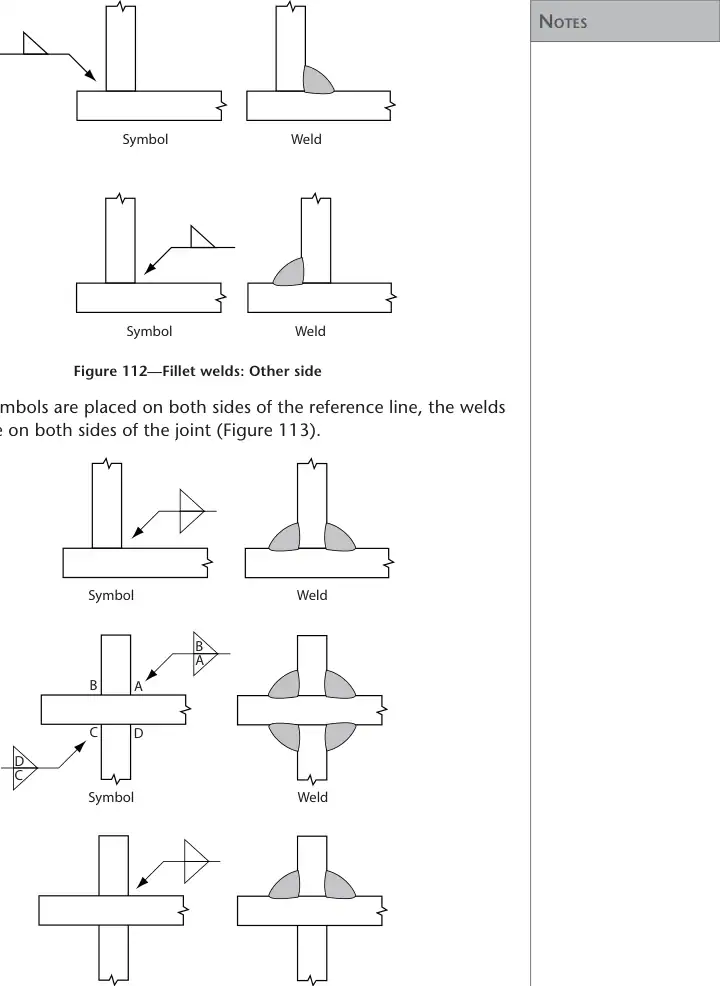 NOTES
Symbol Weld
Symbol Weld
Figure 112—Fillet welds: Other side
mbols are placed on both sides of the reference line, the welds
e on both sides of the joint (Figure 113).
Symbol Weld
B
A
B A
C D
D
C
Symbol Weld